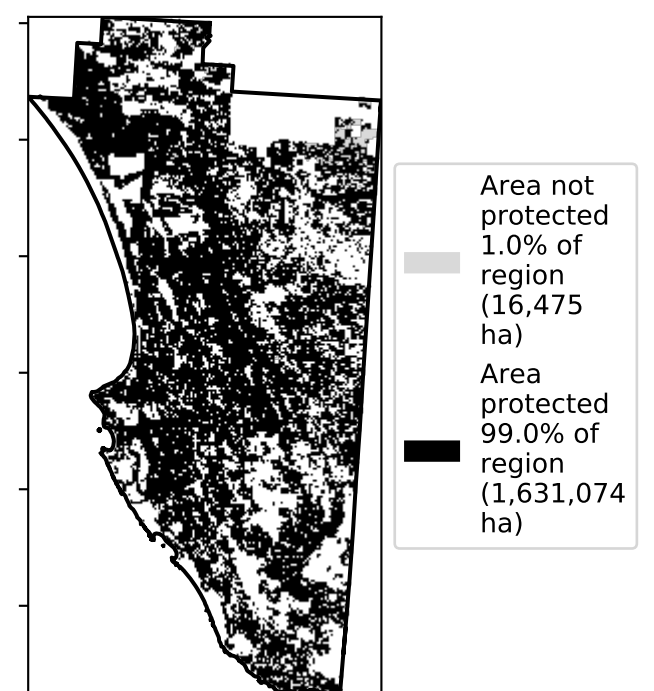 Area not
protected
1.0% of
region
(16,475
ha)
Area
protected
99.0% of
region
(1,631,074
ha)